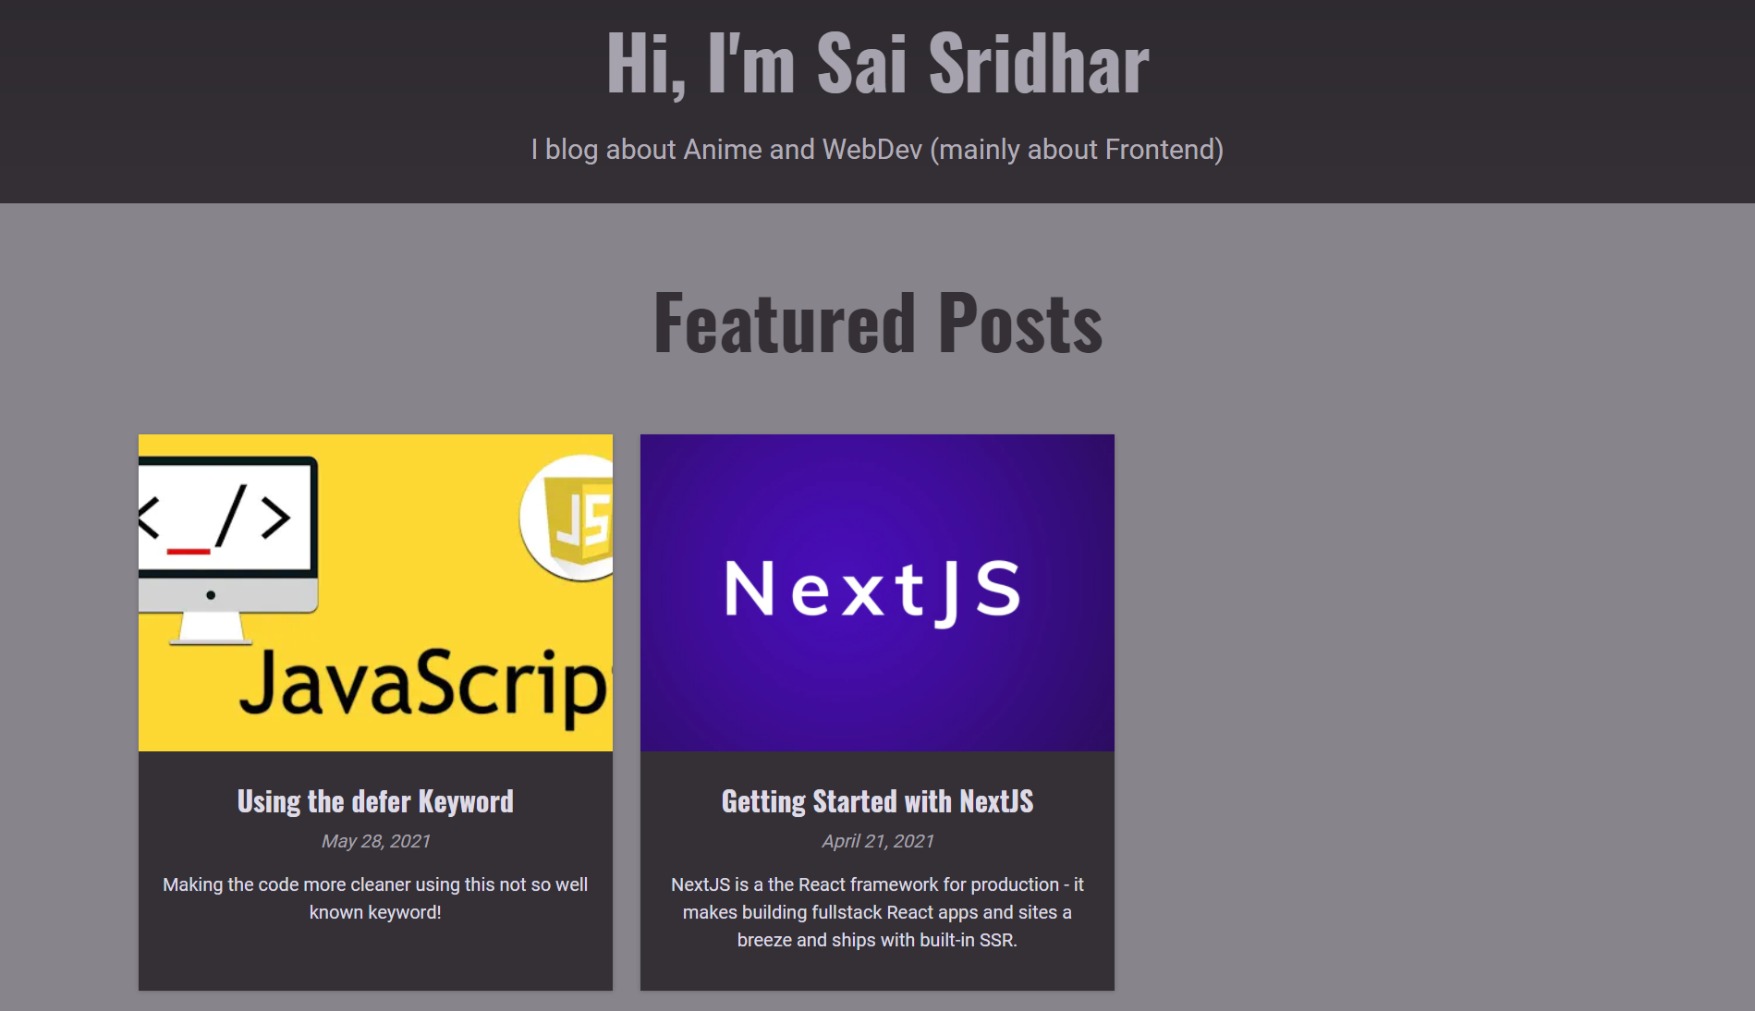 Hi, I'm Sai Sridhar
I blog about Anime and WebDev (mainly about Frontend)
Featured Posts
< _ />
JS
JavaScrip
Using the defer Keyword
May 28, 2021
Making the code more cleaner using this not so well
known keyword!
NextJS
Getting Started with NextJS
April 21, 2021
NextJS is a the React framework for production - it
makes building fullstack React apps and sites a
breeze and ships with built-in SSR.